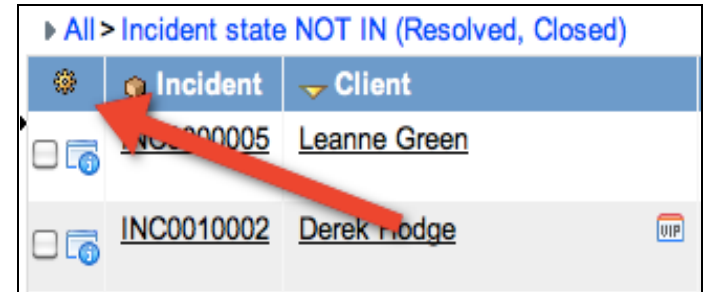 All > Incident state NOT IN (Resolved, Closed)
Incident Client
Leanne Green
INC0010002 Derek Hodge VIP